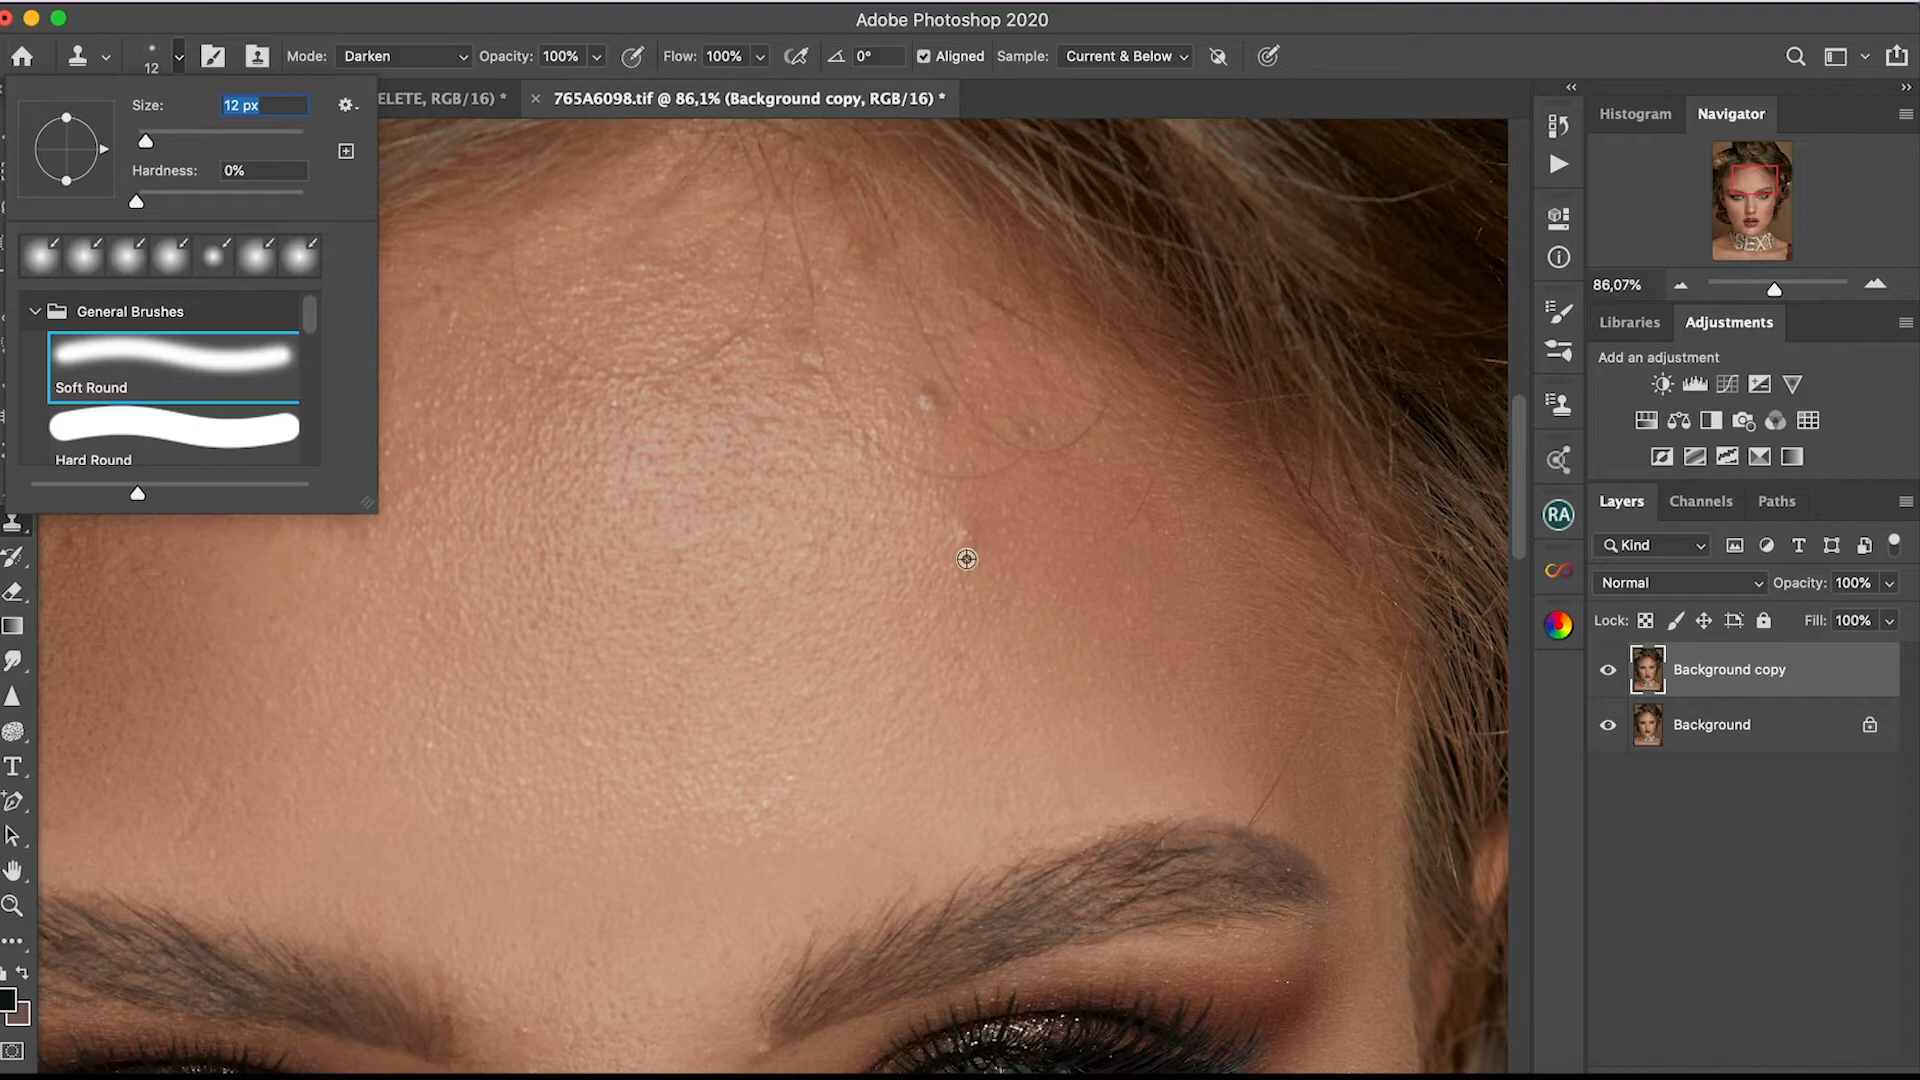 Adobe Photoshop 2020
12
Mode: Darken Opacity: 100% Flow: 100% 0° Aligned Sample: Current & Below
ELETE, RGB/16) * × 765A6098.tif @ 86,1% (Background copy, RGB/16) *
Size: 12 px
Hardness: 0%
General Brushes
Soft Round
Hard Round
Histogram Navigator
SEXY
86,07%
Libraries Adjustments
Add an adjustment
RA
Layers Channels Paths
Kind
Normal Opacity: 100%
Lock: Fill: 100%
Background copy
Background